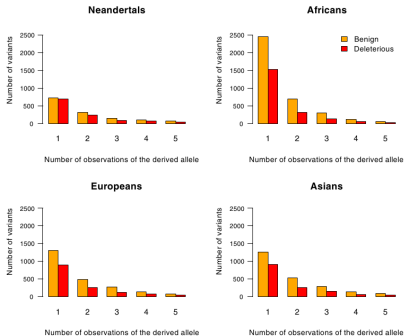 Neandertals
Number of variants
2500
2000
1500
1000
500
0
1 2 3 4 5
Number of observations of the derived allele
Africans
Benign
Deleterious
Number of variants
2500
2000
1500
1000
500
0
1 2 3 4 5
Number of observations of the derived allele
Europeans
Number of variants
2500
2000
1500
1000
500
0
1 2 3 4 5
Number of observations of the derived allele
Asians
Number of variants
2500
2000
1500
1000
500
0
1 2 3 4 5
Number of observations of the derived allele